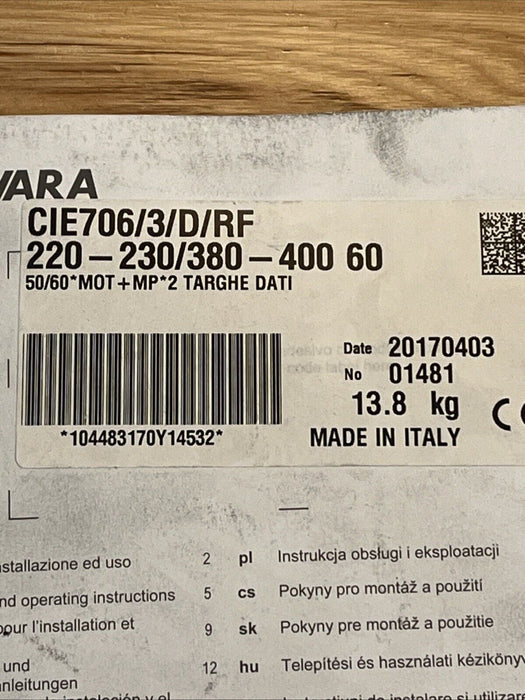 VARA
CIE706/3/D/RF
220-230/380-400 60
50/60*MOT+MP*2 TARGHE DATI
Date 20170403
No 01481
13.8 kg
*104483170Y14532*
MADE IN ITALY
stallazione ed uso 2
nd operating instructions 5
pour l'installation et 9
und
nleitungen 12
pl Instrukcja obsługi i eksploatacji
cs Pokyny pro montáž a použití
sk Pokyny pre montáž a použitie
hu Telepítési és használati kézikönyv